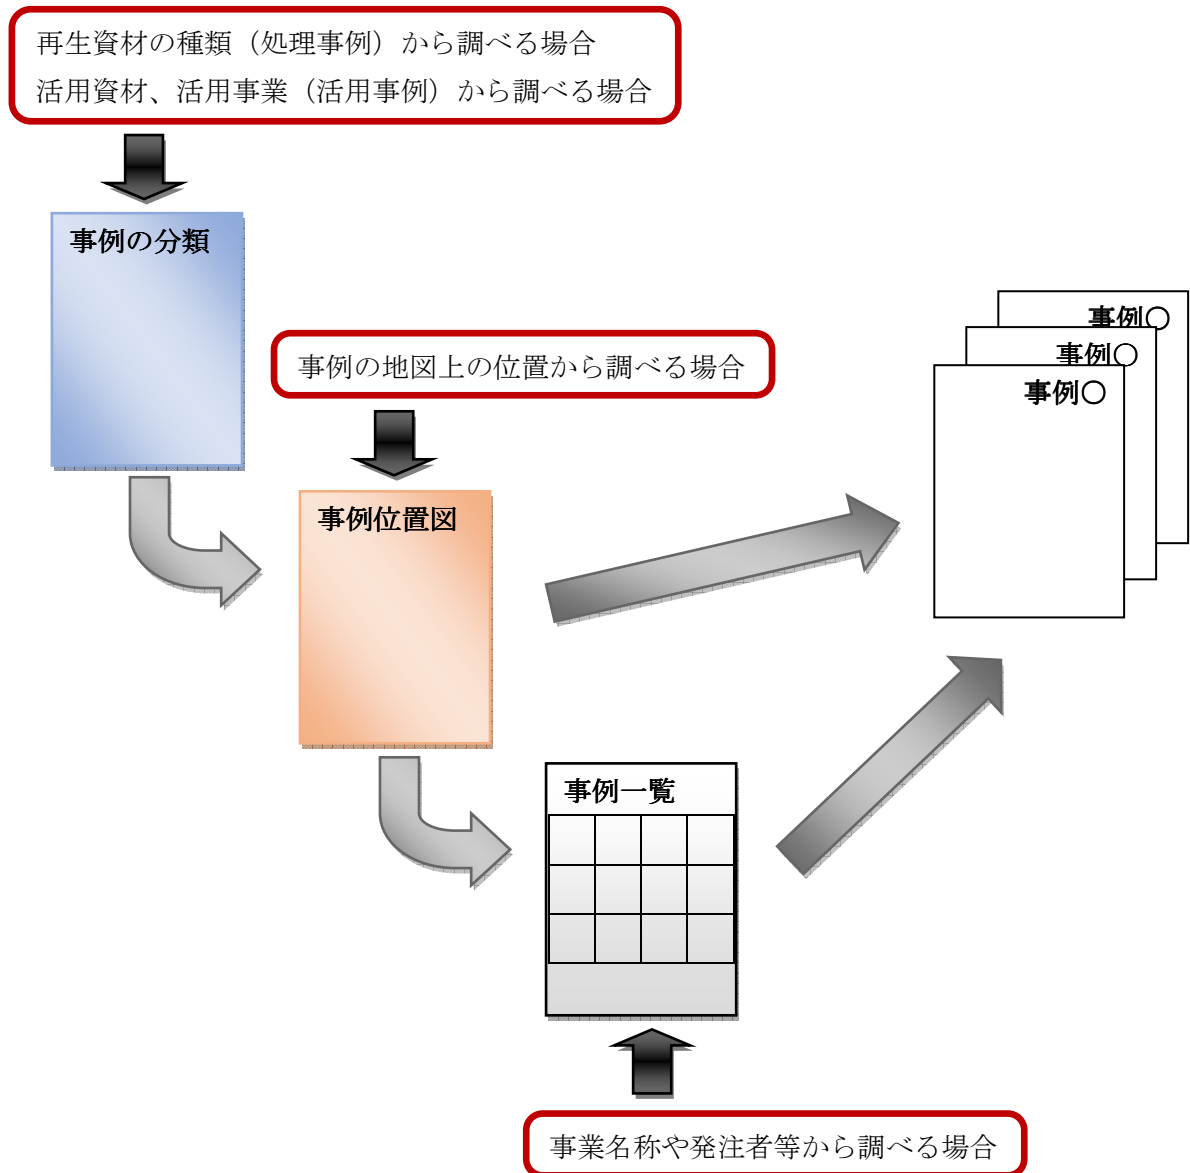 再生資材の種類（処理事例）から調べる場合
活用資材、活用事業（活用事例）から調べる場合
事例の分類
事例の地図上の位置から調べる場合
事例○
事例○
事例○
事例位置図
事例一覧
事業名称や発注者等から調べる場合